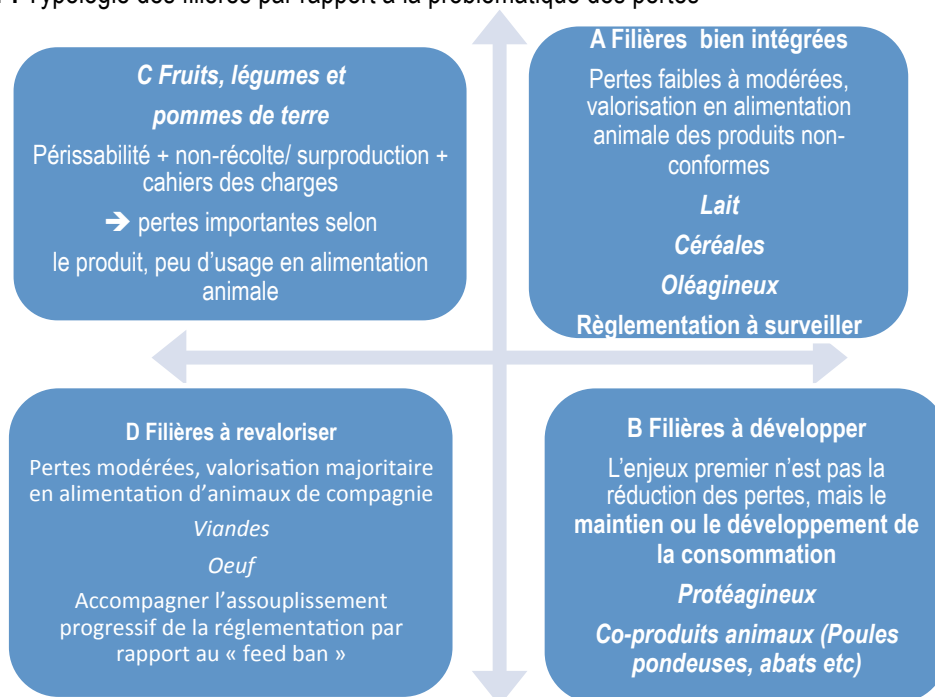 Typologie des filières par rapport à la problématique des pertes
C Fruits, légumes et
pommes de terre
Périssabilité + non-récolte/ surproduction +
cahiers des charges
➔ pertes importantes selon
le produit, peu d'usage en alimentation
animale
A Filières bien intégrées
Pertes faibles à modérées,
valorisation en alimentation
animale des produits non-
conformes
Lait
Céréales
Oléagineux
Règlementation à surveiller
D Filières à revaloriser
Pertes modérées, valorisation majoritaire
en alimentation d'animaux de compagnie
Viandes
Oeuf
Accompagner l'assouplissement
progressif de la réglementation par
rapport au « feed ban »
B Filières à développer
L'enjeux premier n'est pas la
réduction des pertes, mais le
maintien ou le développement de
la consommation
Protéagineux
Co-produits animaux (Poules
pondeuses, abats etc)